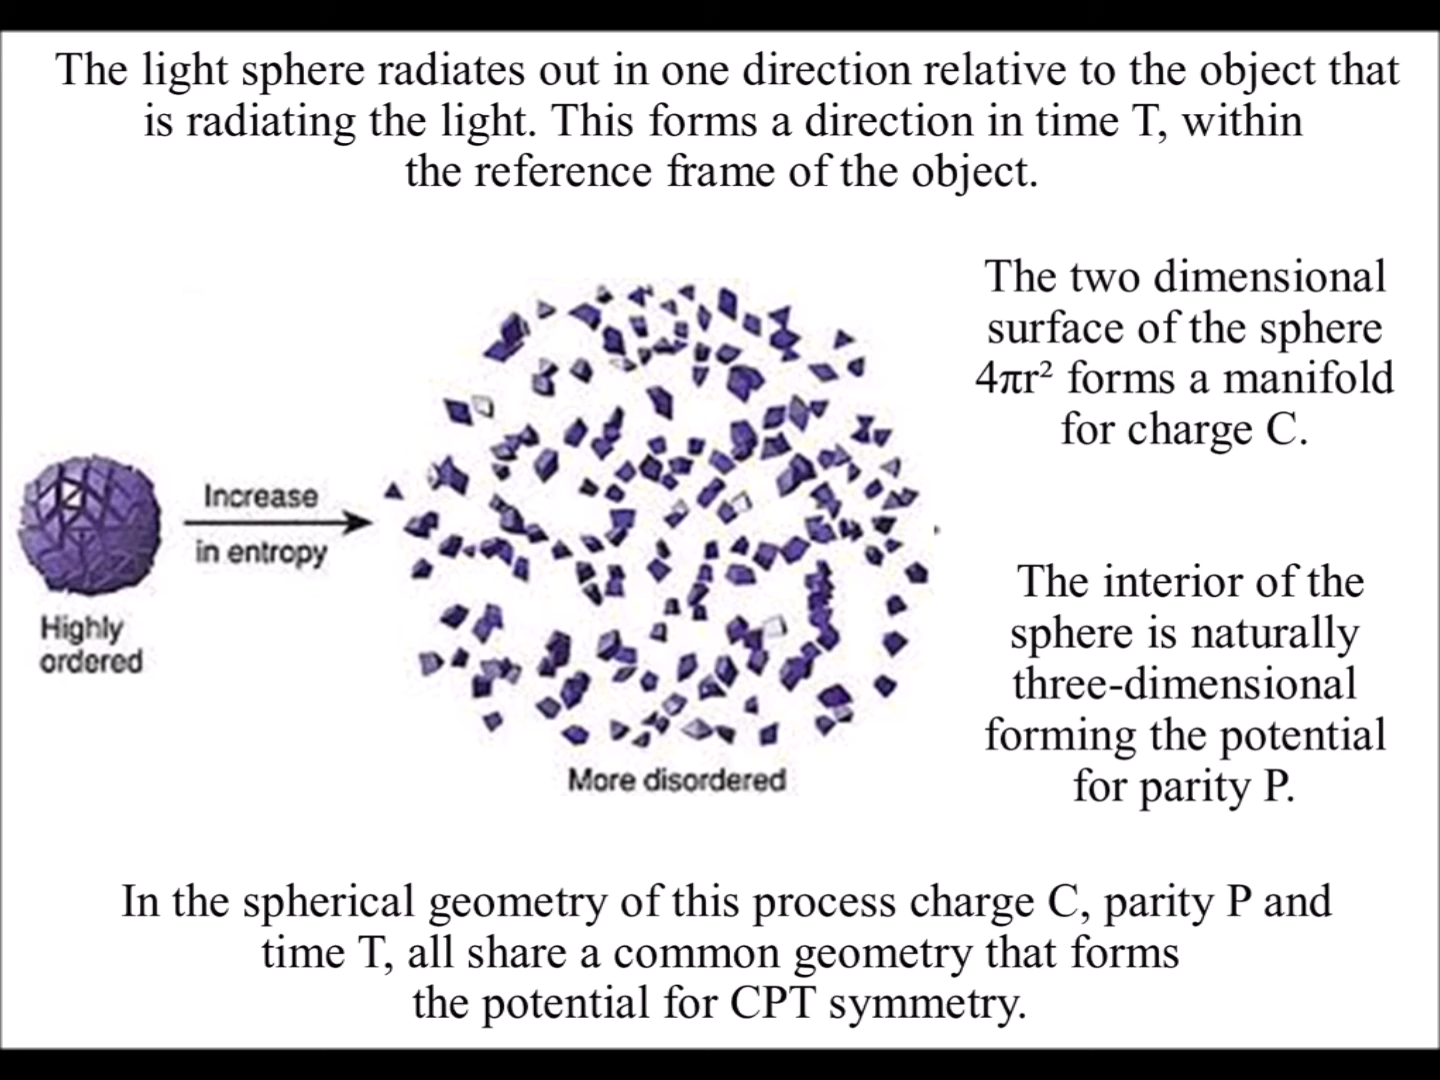 The light sphere radiates out in one direction relative to the object that
is radiating the light. This forms a direction in time T, within
the reference frame of the object.
The two dimensional
surface of the sphere
4πr² forms a manifold
for charge C.
Increase
in entropy
Highly
ordered
The interior of the
sphere is naturally
three-dimensional
forming the potential
for parity P.
More disordered
In the spherical geometry of this process charge C, parity P and
time T, all share a common geometry that forms
the potential for CPT symmetry.